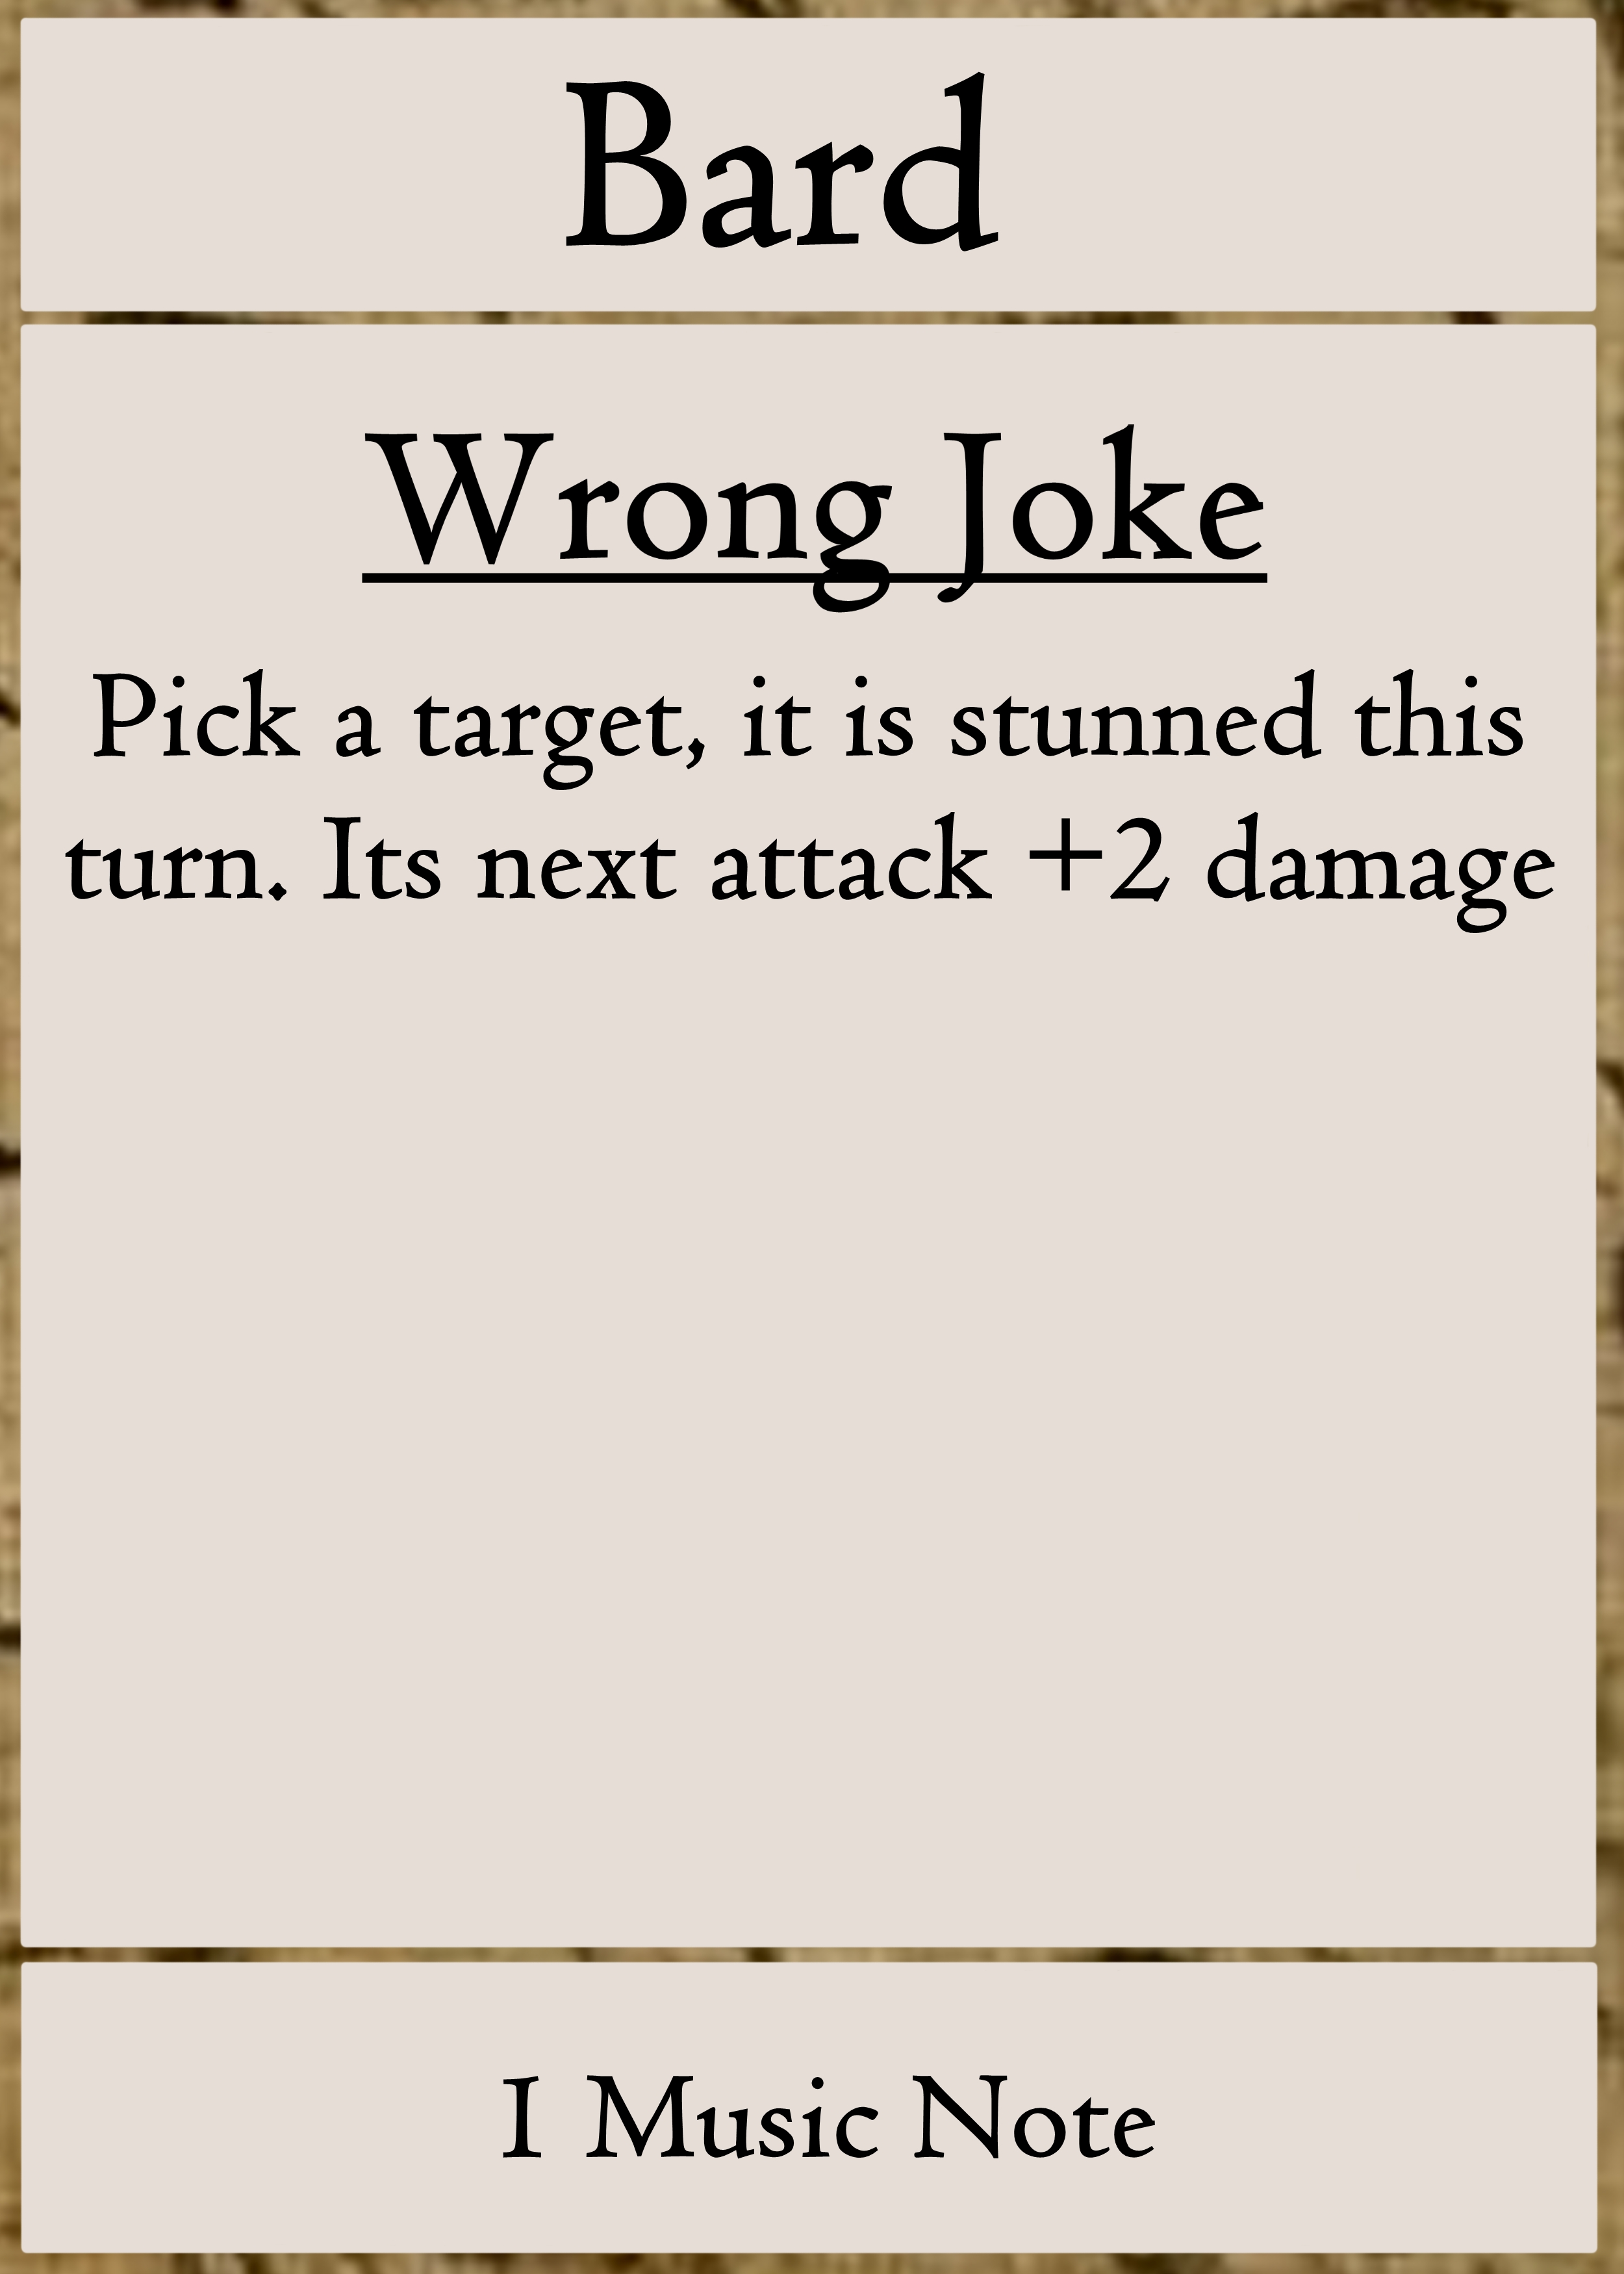 Bard
Wrong Joke
Pick a target, it is stunned this
turn. Its next attack +2 damage
1 Music Note